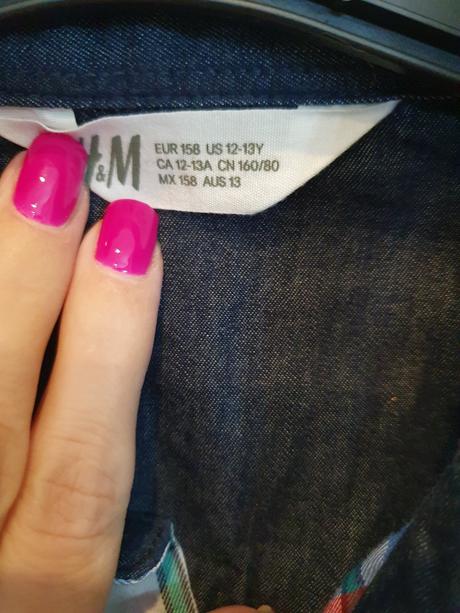 H&M
EUR 158 US 12-13Y
CA 12-13A CN 160/80
MX 158 AUS 13